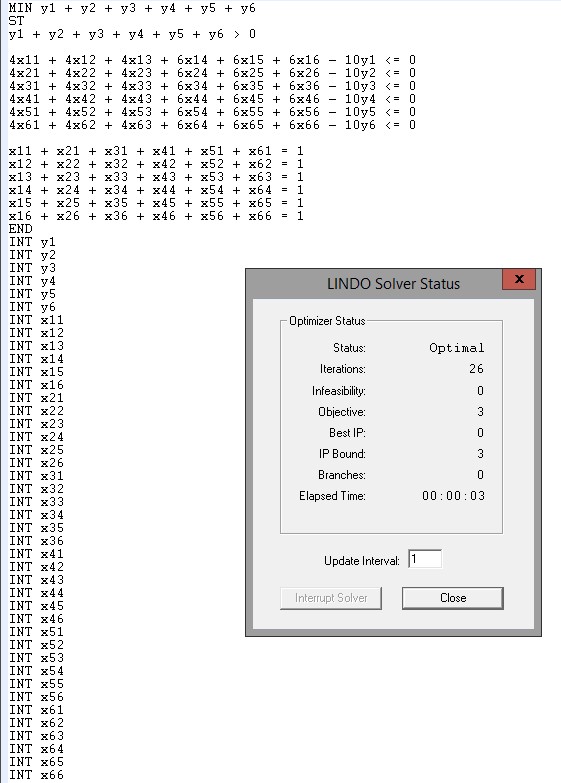 MIN y1 + y2 + y3 + y4 + y5 + y6
ST
y1 + y2 + y3 + y4 + y5 + y6 > 0
4x11 + 4x12 + 4x13 + 6x14 + 6x15 + 6x16 - 10y1 <= 0
4x21 + 4x22 + 4x23 + 6x24 + 6x25 + 6x26 - 10y2 <= 0
4x31 + 4x32 + 4x33 + 6x34 + 6x35 + 6x36 - 10y3 <= 0
4x41 + 4x42 + 4x43 + 6x44 + 6x45 + 6x46 - 10y4 <= 0
4x51 + 4x52 + 4x53 + 6x54 + 6x55 + 6x56 - 10y5 <= 0
4x61 + 4x62 + 4x63 + 6x64 + 6x65 + 6x66 - 10y6 <= 0
x11 + x21 + x31 + x41 + x51 + x61 = 1
x12 + x22 + x32 + x42 + x52 + x62 = 1
x13 + x23 + x33 + x43 + x53 + x63 = 1
x14 + x24 + x34 + x44 + x54 + x64 = 1
x15 + x25 + x35 + x45 + x55 + x65 = 1
x16 + x26 + x36 + x46 + x56 + x66 = 1
END
INT y1
INT y2
INT y3
INT y4
INT y5
INT y6
INT x11
INT x12
INT x13
INT x14
INT x15
INT x16
INT x21
INT x22
INT x23
INT x24
INT x25
INT x26
INT x31
INT x32
INT x33
INT x34
INT x35
INT x36
INT x41
INT x42
INT x43
INT x44
INT x45
INT x46
INT x51
INT x52
INT x53
INT x54
INT x55
INT x56
INT x61
INT x62
INT x63
INT x64
INT x65
INT x66
LINDO Solver Status
x
Optimizer Status
Status: Optimal
Iterations: 26
Infeasibility: 0
Objective: 3
Best IP: 0
IP Bound: 3
Branches: 0
Elapsed Time: 00:00:03
Update Interval: 1
Interrupt Solver
Close